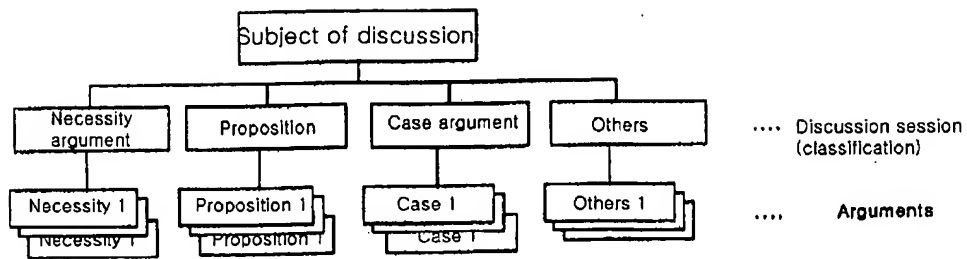 Subject of discussion
Necessity
argument
Proposition
Case argument
Others
.... Discussion session
(classification)
Necessity 1
Proposition 1
Case 1
Others 1
.... Arguments
Necessity 1
Proposition 1
Case 1